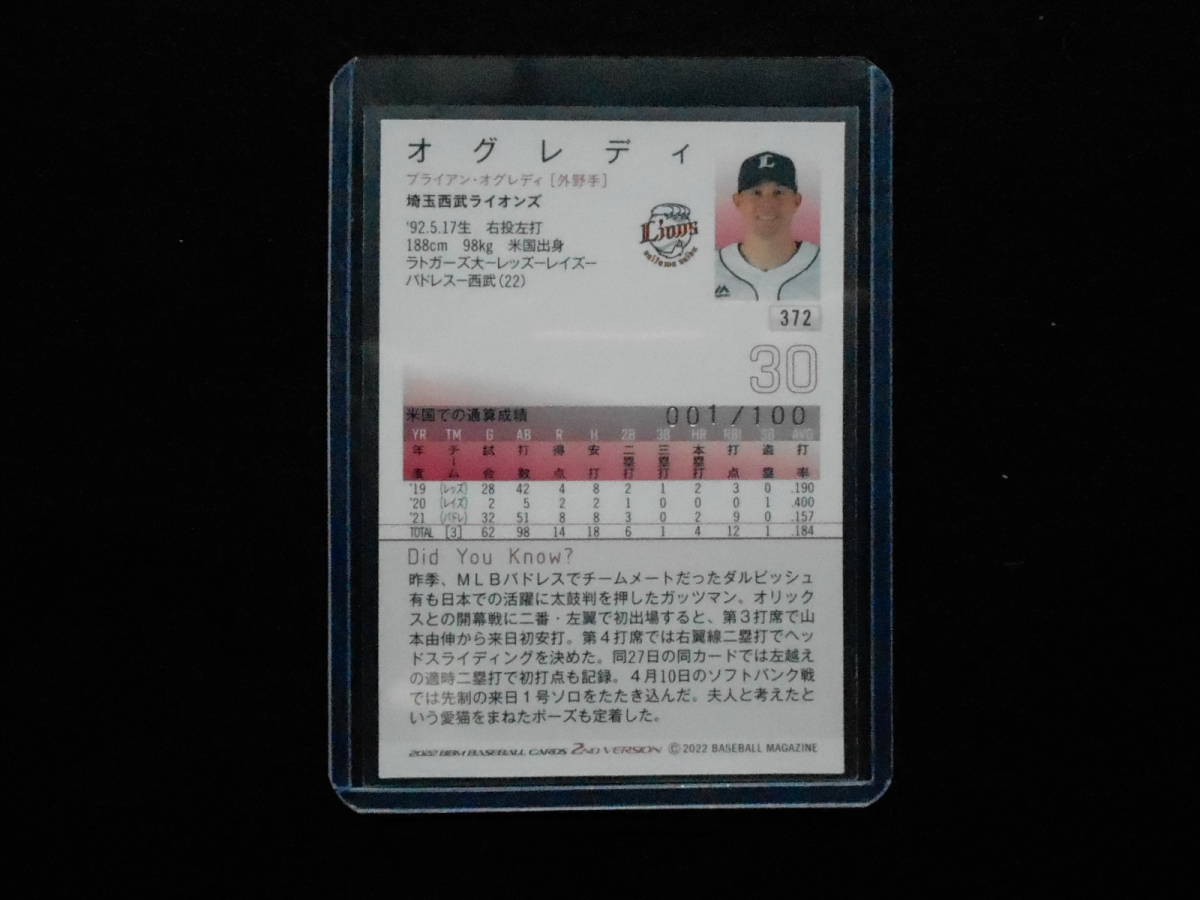 オグレディ
ブライアン・オグレディ［外野手］
埼玉西武ライオンズ
'92.5.17生 右投左打
188cm 98kg 米国出身
ラトガーズ大ーレッズーレイズー
パドレスー西武(22)
L
Lions
372
30
米国での通算成績 001/100
YR TM G AB R H 2B 3B HR RBI SB AVG
年度 チーム 試合 打数 得点 安打 二塁打 三塁打 本塁打 打点 盗塁 打率
'19 (レッズ) 28 42 4 8 2 1 2 3 0 .190
'20 (レイズ) 2 5 2 2 1 0 0 0 1 .400
'21 (パドレ) 32 51 8 8 3 0 2 9 0 .157
TOTAL [3] 62 98 14 18 6 1 4 12 1 .184
Did You Know?
昨季、ＭＬＢパドレスでチームメートだったダルビッシュ
有も日本での活躍に太鼓判を押したガッツマン。オリック
スとの開幕戦に二番・左翼で初出場すると、第３打席で山
本由伸から来日初安打。第４打席では右翼線二塁打でヘッ
ドスライディングを決めた。同27日の同カードでは左越え
の適時二塁打で初打点も記録。４月10日のソフトバンク戦
では先制の来日１号ソロをたたき込んだ。夫人と考えたと
いう愛猫をまねたポーズも定着した。
2022 BBM BASEBALL CARDS 2ND VERSION Ⓒ2022 BASEBALL MAGAZINE